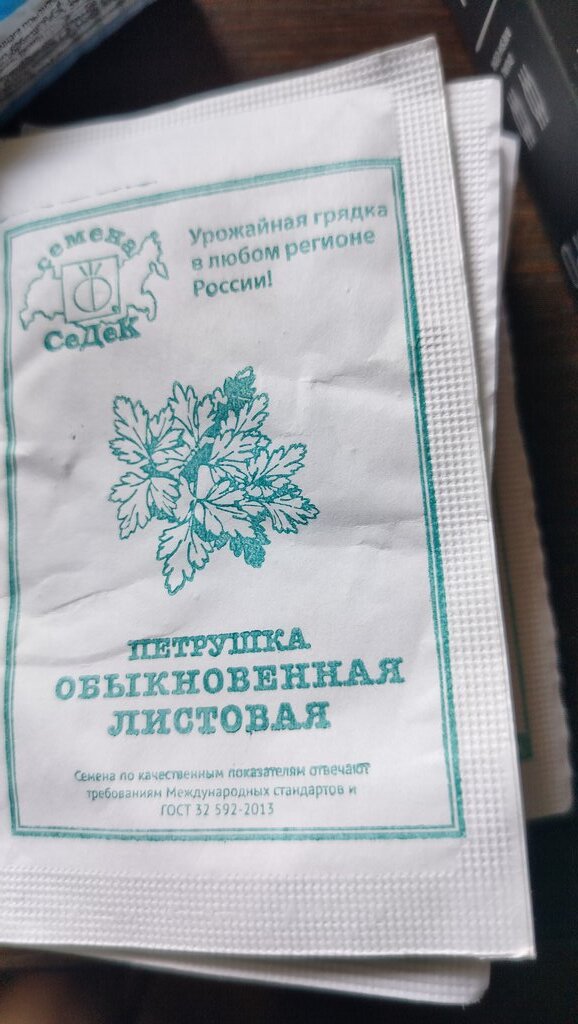 семена
СеДеК
Урожайная грядка
в любом регионе
России!
ПЕТРУШКА
ОБЫКНОВЕННАЯ
ЛИСТОВАЯ
Семена по качественным показателям отвечают
требованиям Международных стандартов и
ГОСТ 32 592-2013